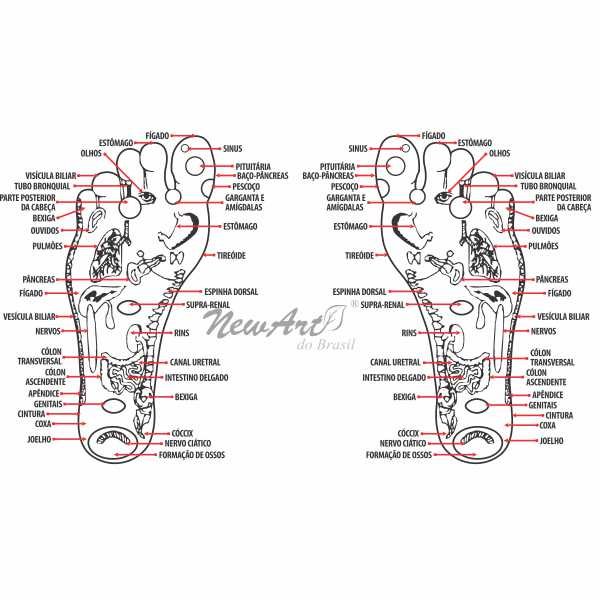 FÍGADO
ESTÔMAGO
OLHOS
VISÍCULA BILIAR
TUBO BRONQUIAL
PARTE POSTERIOR
DA CABEÇA
BEXIGA
OUVIDOS
PULMÕES
PÂNCREAS
FÍGADO
VESÍCULA BILIAR
NERVOS
CÓLON
TRANSVERSAL
CÓLON
ASCENDENTE
APÊNDICE
GENITAIS
CINTURA
COXA
JOELHO
SINUS
PITUITÁRIA
BAÇO-PÂNCREAS
PESCOÇO
GARGANTA E
AMÍGDALAS
ESTÔMAGO
TIREÓIDE
ESPINHA DORSAL
SUPRA-RENAL
RINS
CANAL URETRAL
INTESTINO DELGADO
BEXIGA
CÓCCIX
NERVO CIÁTICO
FORMAÇÃO DE OSSOS
NewArt ®
do Brasil
FÍGADO
SINUS
PITUITÁRIA
BAÇO-PÂNCREAS
PESCOÇO
GARGANTA E
AMÍGDALAS
ESTÔMAGO
TIREÓIDE
ESPINHA DORSAL
SUPRA-RENAL
RINS
CANAL URETRAL
INTESTINO DELGADO
BEXIGA
CÓCCIX
NERVO CIÁTICO
FORMAÇÃO DE OSSOS
ESTÔMAGO
OLHOS
VISÍCULA BILIAR
TUBO BRONQUIAL
PARTE POSTERIOR
DA CABEÇA
BEXIGA
OUVIDOS
PULMÕES
PÂNCREAS
FÍGADO
VESÍCULA BILIAR
NERVOS
CÓLON
TRANSVERSAL
CÓLON
ASCENDENTE
APÊNDICE
GENITAIS
CINTURA
COXA
JOELHO